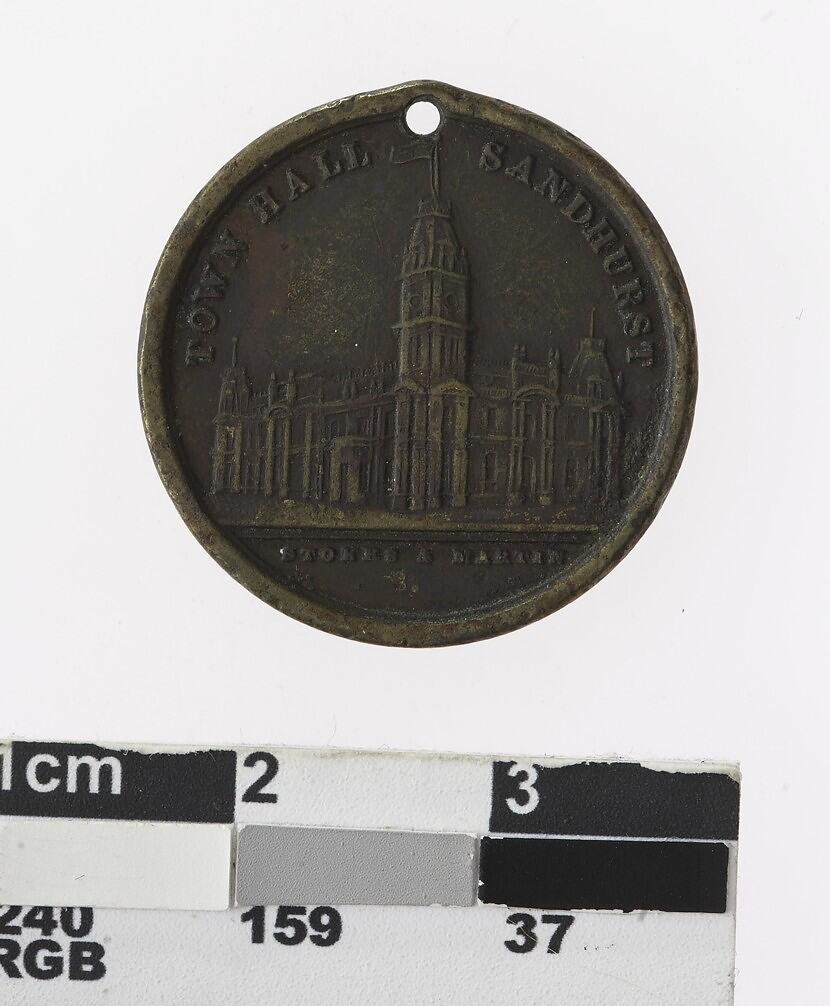 TOWN HALL SANDHURST
STOKES & MARTIN
1cm 2 3
240 159 37
RGB